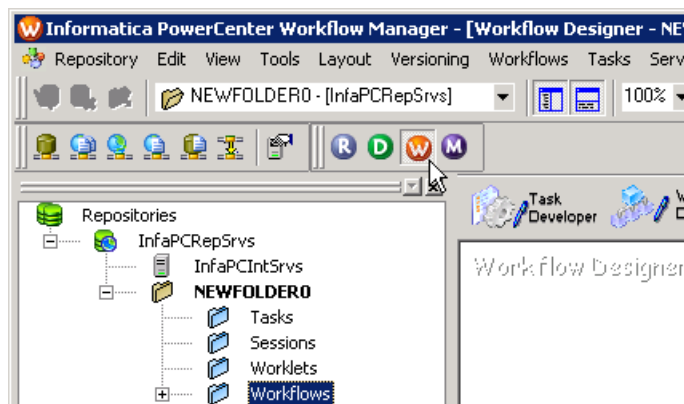 Informatica PowerCenter Workflow Manager - [Workflow Designer - NE
Repository Edit View Tools Layout Versioning Workflows Tasks Serv
NEWFOLDER0 - [InfaPCRepSrvs] 100%
R D W M
Task
Developer
Repositories
InfaPCRepSrvs
Workflow Designer
InfaPCIntSrvs
NEWFOLDER0
Tasks
Sessions
Worklets
Workflows